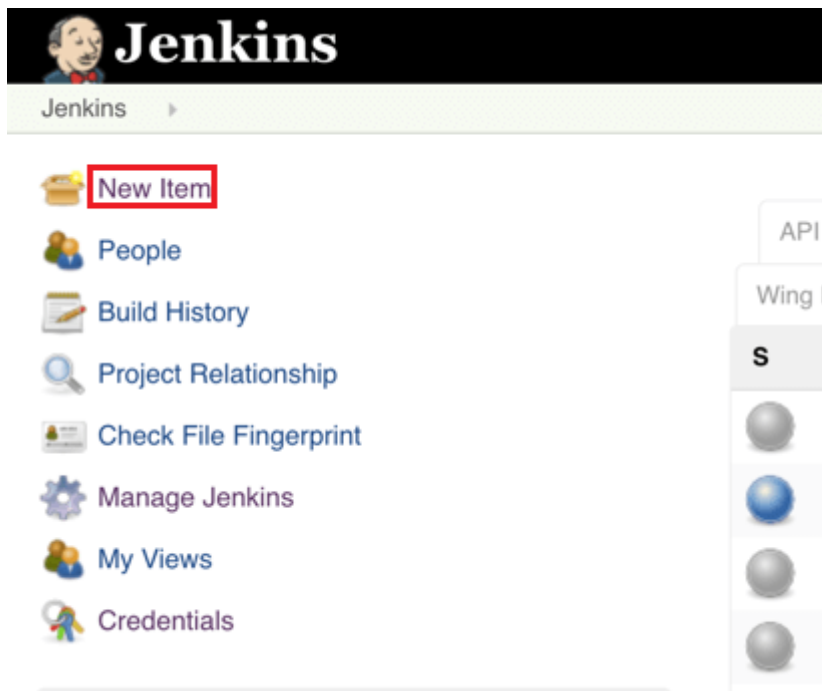 Jenkins
Jenkins
New Item
People
Build History
Project Relationship
Check File Fingerprint
Manage Jenkins
My Views
Credentials
API
Wing
S